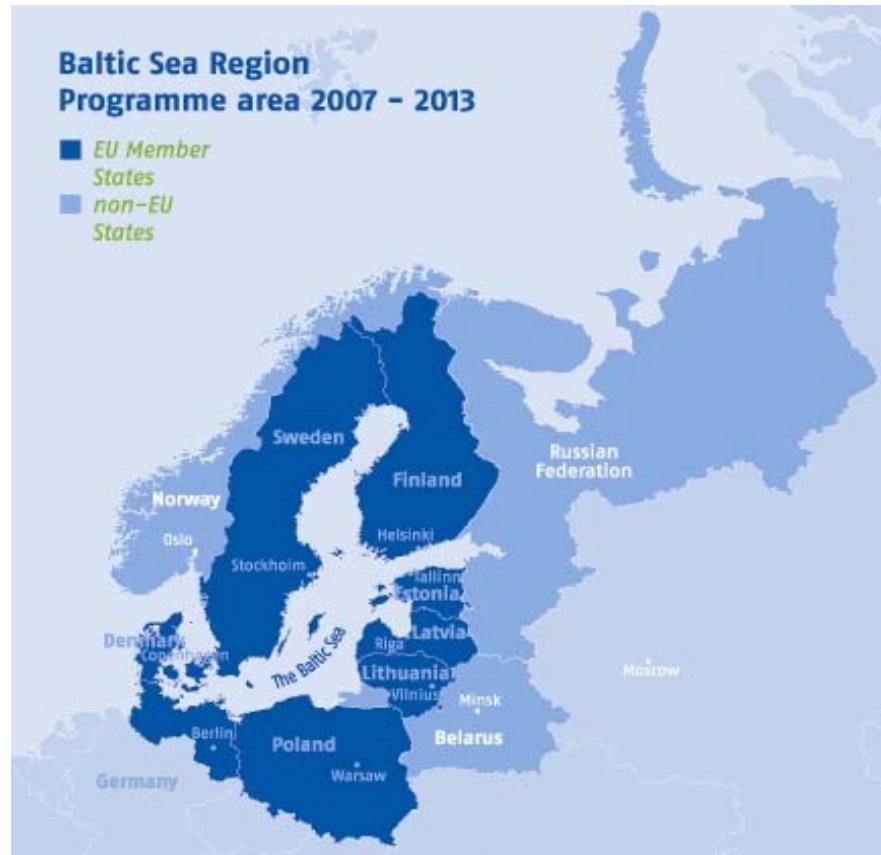 Baltic Sea Region
Programme area 2007 - 2013
EU Member
States
non-EU
States
Sweden
Finland
Russian
Federation
Norway
Oslo
Helsinki
Stockholm
Tallinn
Estonia
Denmark
Copenhagen
Latvia
Riga
The Baltic Sea
Lithuania
Vilnius
Moscow
Minsk
Belarus
Berlin
Poland
Warsaw
Germany